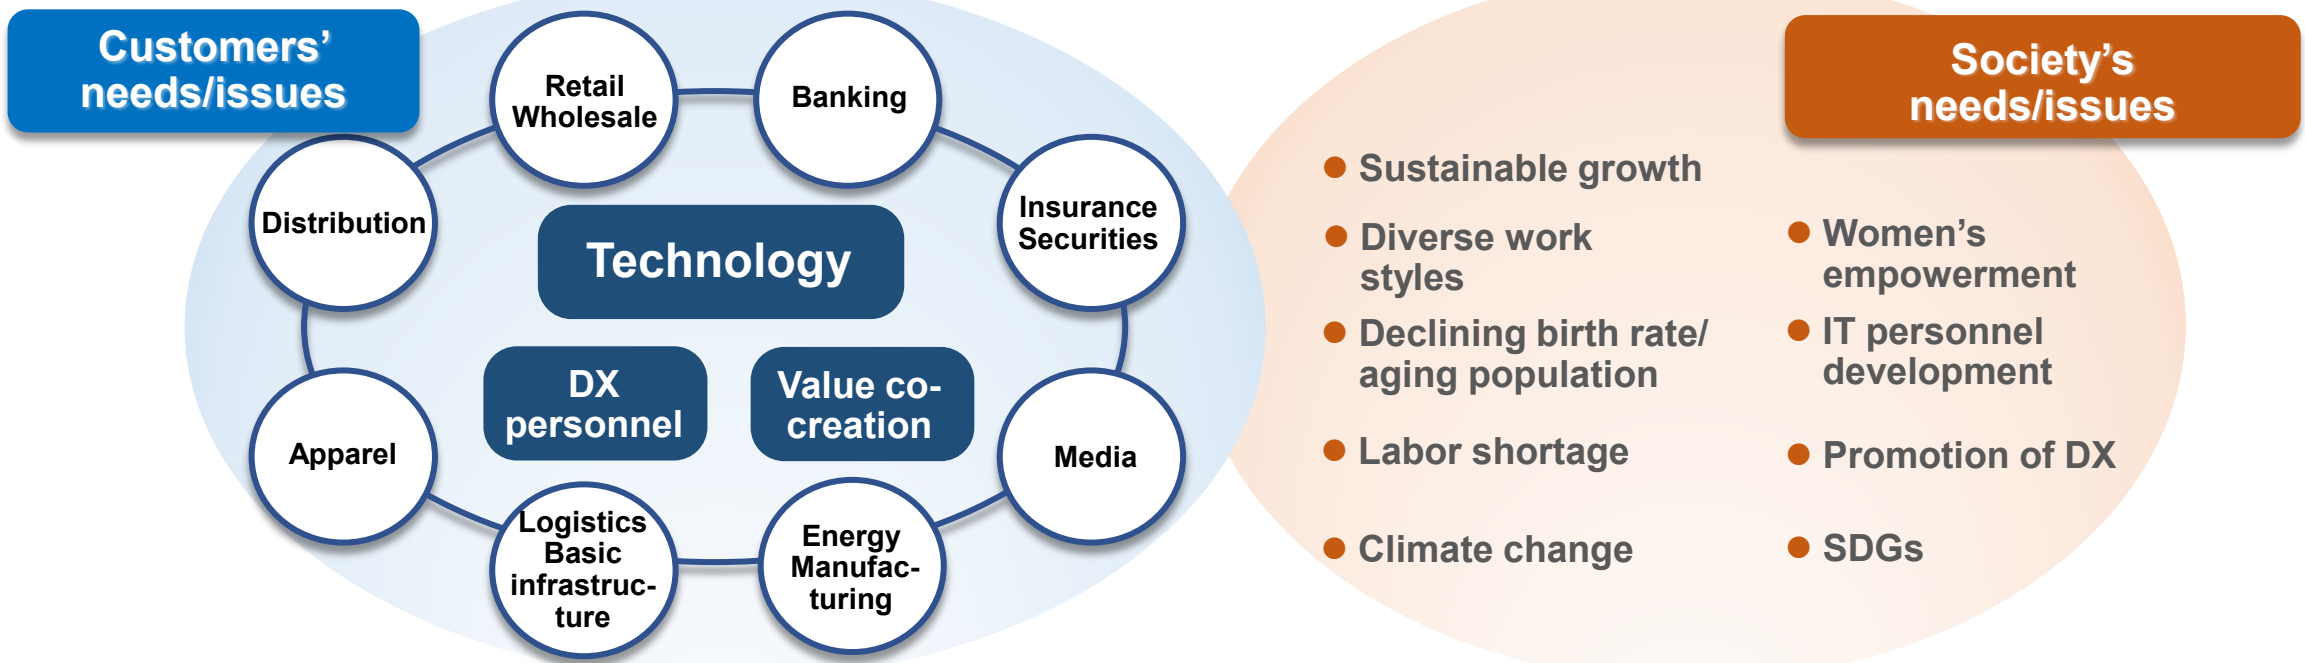 Customers’
needs/issues
Retail
Wholesale
Banking
Insurance
Securities
Distribution
Technology
DX
personnel
Value co-
creation
Apparel
Media
Logistics
Basic
infrastruc-
ture
Energy
Manufac-
turing
Society’s
needs/issues
Sustainable growth
Diverse work
styles
Declining birth rate/
aging population
Labor shortage
Climate change
Women’s
empowerment
IT personnel
development
Promotion of DX
SDGs